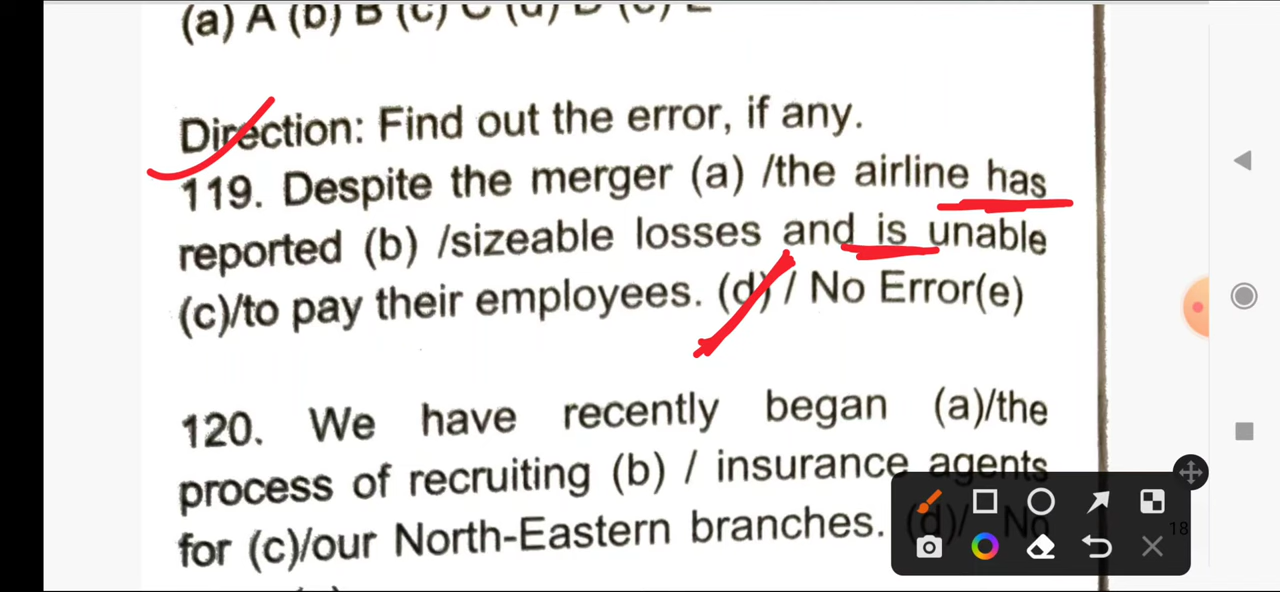 (a) A (b) B (c) C (d) D (e) E
Direction: Find out the error, if any.
119. Despite the merger (a) /the airline has
reported (b) /sizeable losses and is unable
(c)/to pay their employees. (d) / No Error(e)
120. We have recently began (a)/the
process of recruiting (b) / insurance agents
for (c)/our North-Eastern branches. (d)/ No
18